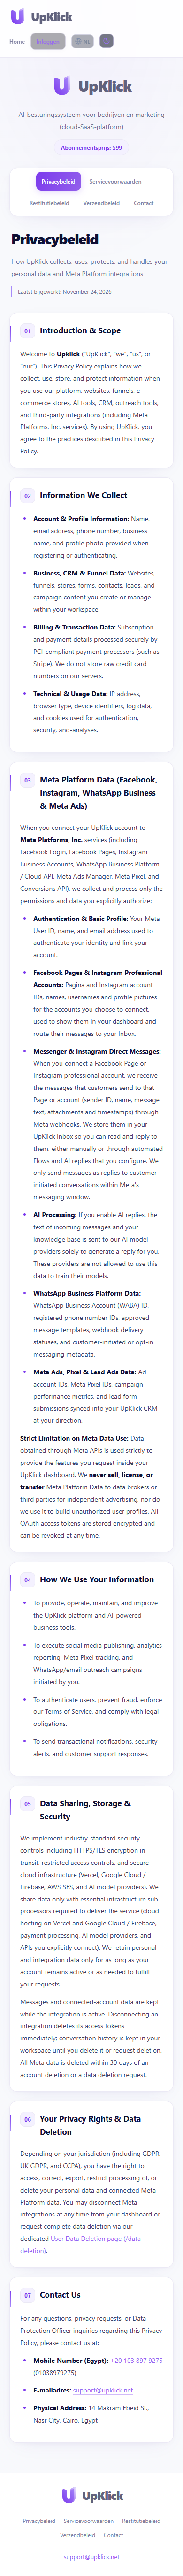 UpKlick
Home
Inloggen
NL
UpKlick
AI-besturingssysteem voor bedrijven en marketing
(cloud-SaaS-platform)
Abonnementsprijs: $99
Privacybeleid
Servicevoorwaarden
Restitutiebeleid
Verzendbeleid
Contact
Privacybeleid
How UpKlick collects, uses, protects, and handles your
personal data and Meta Platform integrations
Laatst bijgewerkt: November 24, 2026
01
Introduction & Scope
Welcome to Upklick ("UpKlick", "we", "us", or
"our"). This Privacy Policy explains how we
collect, use, store, and protect information when
you use our platform, websites, funnels, e-
commerce stores, AI tools, CRM, outreach tools,
and third-party integrations (including Meta
Platforms, Inc. services). By using UpKlick, you
agree to the practices described in this Privacy
Policy.
02
Information We Collect
Account & Profile Information: Name,
email address, phone number, business
name, and profile photo provided when
registering or authenticating.
Business, CRM & Funnel Data: Websites,
funnels, stores, forms, contacts, leads, and
campaign content you create or manage
within your workspace.
Billing & Transaction Data: Subscription
and payment details processed securely by
PCI-compliant payment processors (such as
Stripe). We do not store raw credit card
numbers on our servers.
Technical & Usage Data: IP address,
browser type, device identifiers, log data,
and cookies used for authentication,
security, and-analyses.
03
Meta Platform Data (Facebook,
Instagram, WhatsApp Business
& Meta Ads)
When you connect your UpKlick account to
Meta Platforms, Inc. services (including
Facebook Login, Facebook Pages, Instagram
Business Accounts, WhatsApp Business Platform
/ Cloud API, Meta Ads Manager, Meta Pixel, and
Conversions API), we collect and process only the
permissions and data you explicitly authorize:
Authentication & Basic Profile: Your Meta
User ID, name, and email address used to
authenticate your identity and link your
account.
Facebook Pages & Instagram Professional
Accounts: Pagina and Instagram account
IDs, names, usernames and profile pictures
for the accounts you choose to connect,
used to show them in your dashboard and
route their messages to your Inbox.
Messenger & Instagram Direct Messages:
When you connect a Facebook Page or
Instagram professional account, we receive
the messages that customers send to that
Page or account (sender ID, name, message
text, attachments and timestamps) through
Meta webhooks. We store them in your
UpKlick Inbox so you can read and reply to
them, either manually or through automated
Flows and AI replies that you configure. We
only send messages as replies to customer-
initiated conversations within Meta's
messaging window.
AI Processing: If you enable AI replies, the
text of incoming messages and your
knowledge base is sent to our AI model
providers solely to generate a reply for you.
These providers are not allowed to use this
data to train their models.
WhatsApp Business Platform Data:
WhatsApp Business Account (WABA) ID,
registered phone number IDs, approved
message templates, webhook delivery
statuses, and customer-initiated or opt-in
messaging metadata.
Meta Ads, Pixel & Lead Ads Data: Ad
account IDs, Meta Pixel IDs, campaign
performance metrics, and lead form
submissions synced into your UpKlick CRM
at your direction.
Strict Limitation on Meta Data Use: Data
obtained through Meta APIs is used strictly to
provide the features you request inside your
UpKlick dashboard. We never sell, license, or
transfer Meta Platform Data to data brokers or
third parties for independent advertising, nor do
we use it to build unauthorized user profiles. All
OAuth access tokens are stored encrypted and
can be revoked at any time.
04
How We Use Your Information
To provide, operate, maintain, and improve
the UpKlick platform and AI-powered
business tools.
To execute social media publishing, analytics
reporting, Meta Pixel tracking, and
WhatsApp/email outreach campaigns
initiated by you.
To authenticate users, prevent fraud, enforce
our Terms of Service, and comply with legal
obligations.
To send transactional notifications, security
alerts, and customer support responses.
05
Data Sharing, Storage &
Security
We implement industry-standard security
controls including HTTPS/TLS encryption in
transit, restricted access controls, and secure
cloud infrastructure (Vercel, Google Cloud /
Firebase, AWS SES, and AI model providers). We
share data only with essential infrastructure sub-
processors required to deliver the service (cloud
hosting on Vercel and Google Cloud / Firebase,
payment processing, AI model providers, and
APIs you explicitly connect). We retain personal
and integration data only for as long as your
account remains active or as needed to fulfill
your requests.
Messages and connected-account data are kept
while the integration is active. Disconnecting an
integration deletes its access tokens
immediately; conversation history is kept in your
workspace until you delete it or request deletion.
All Meta data is deleted within 30 days of an
account deletion or a data deletion request.
06
Your Privacy Rights & Data
Deletion
Depending on your jurisdiction (including GDPR,
UK GDPR, and CCPA), you have the right to
access, correct, export, restrict processing of, or
delete your personal data and connected Meta
Platform data. You may disconnect Meta
integrations at any time from your dashboard or
request complete data deletion via our
dedicated User Data Deletion page (/data-
deletion).
07
Contact Us
For any questions, privacy requests, or Data
Protection Officer inquiries regarding this Privacy
Policy, please contact us at:
Mobile Number (Egypt): +20 103 897 9275
(01038979275)
E-mailadres: support@upklick.net
Physical Address: 14 Makram Ebeid St.,
Nasr City, Cairo, Egypt
UpKlick
Privacybeleid
Servicevoorwaarden
Restitutiebeleid
Verzendbeleid
Contact
support@upklick.net